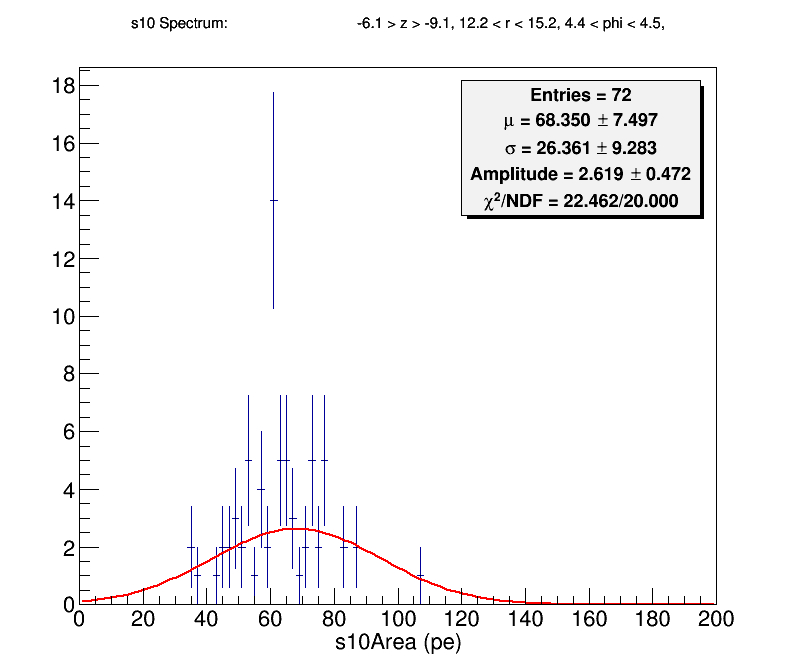 s10 Spectrum: -6.1 > z > -9.1, 12.2 < r < 15.2, 4.4 < phi < 4.5,
Entries = 72
μ = 68.350 ± 7.497
σ = 26.361 ± 9.283
Amplitude = 2.619 ± 0.472
χ²/NDF = 22.462/20.000
18
16
14
12
10
8
6
4
2
0
0 20 40 60 80 100 120 140 160 180 200
s10Area (pe)